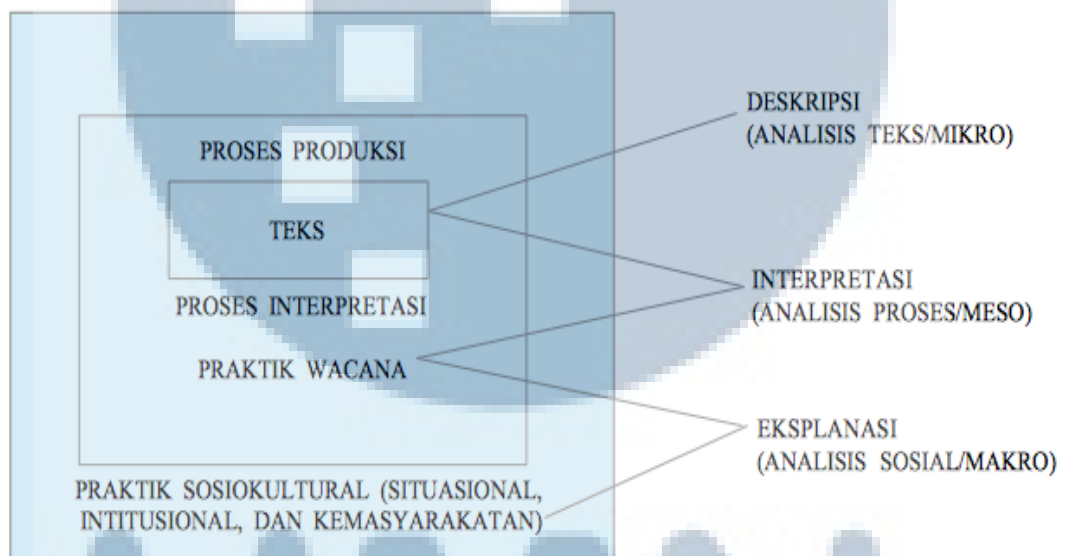 PROSES PRODUKSI
TEKS
PROSES INTERPRETASI
PRAKTIK WACANA
PRAKTIK SOSIOKULTURAL (SITUASIONAL,
INTITUSIONAL, DAN KEMASYARAKATAN)
DESKRIPSI
(ANALISIS TEKS/MIKRO)
INTERPRETASI
(ANALISIS PROSES/MESO)
EKSPLANASI
(ANALISIS SOSIAL/MAKRO)